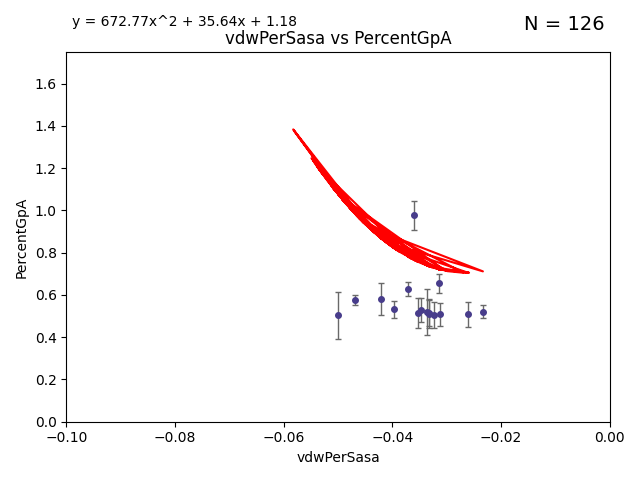 y = 672.77x^2 + 35.64x + 1.18
N = 126
vdwPerSasa vs PercentGpA
PercentGpA
1.6
1.4
1.2
1.0
0.8
0.6
0.4
0.2
0.0
−0.10 −0.08 −0.06 −0.04 −0.02 0.00
vdwPerSasa